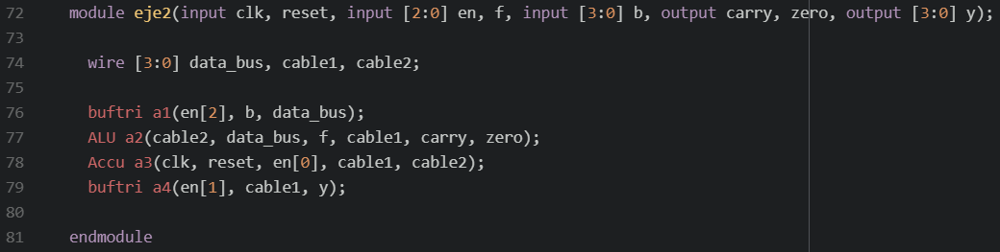 72 module eje2(input clk, reset, input [2:0] en, f, input [3:0] b, output carry, zero, output [3:0] y);
73
74 wire [3:0] data_bus, cable1, cable2;
75
76 buftri a1(en[2], b, data_bus);
77 ALU a2(cable2, data_bus, f, cable1, carry, zero);
78 Accu a3(clk, reset, en[0], cable1, cable2);
79 buftri a4(en[1], cable1, y);
80
81 endmodule